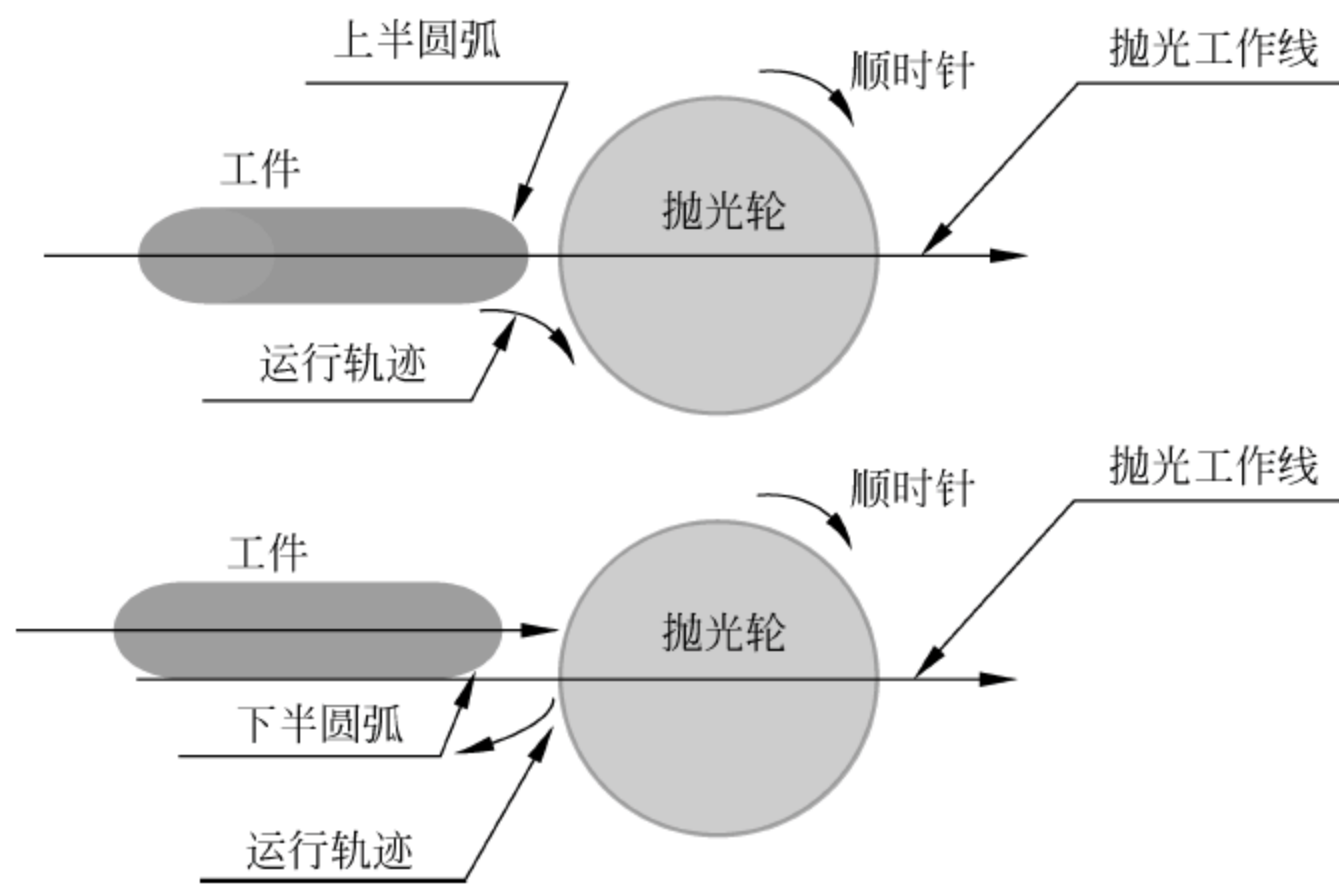 上半圆弧
顺时针
抛光工作线
工件
抛光轮
运行轨迹
抛光工作线
顺时针
工件
抛光轮
下半圆弧
运行轨迹